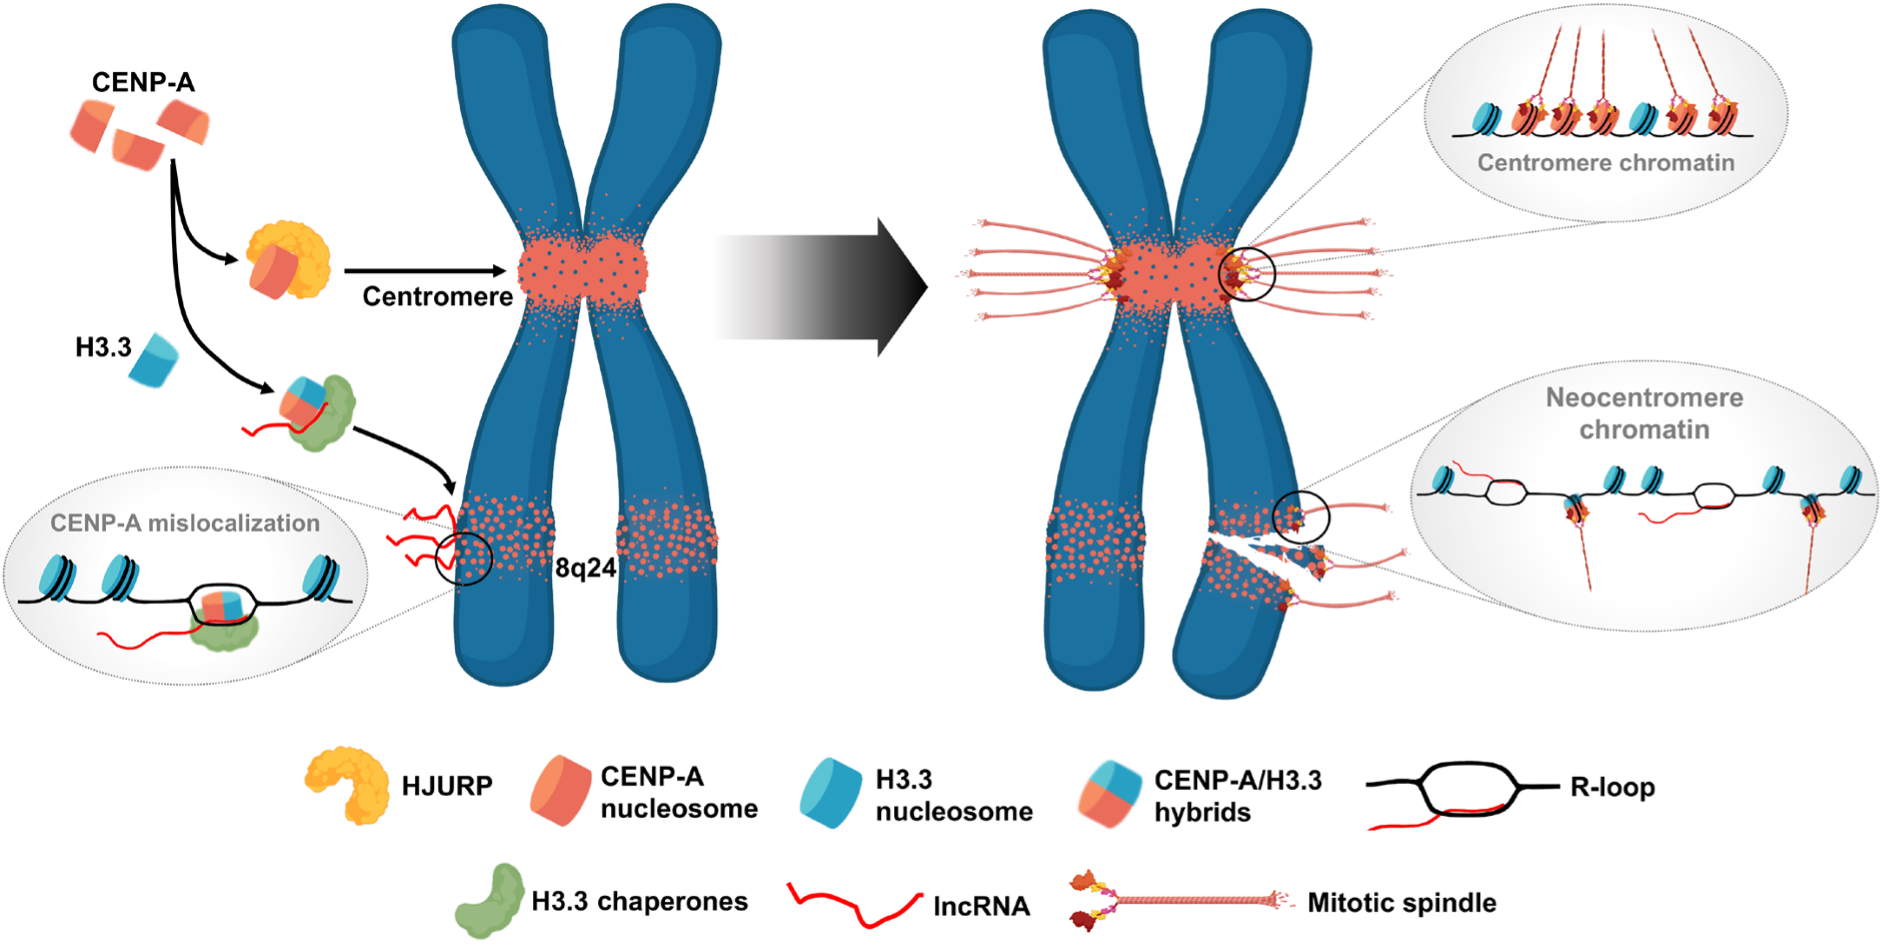 CENP-A
Centromere
H3.3
CENP-A mislocalization
8q24
Centromere chromatin
Neocentromere
chromatin
HJURP
CENP-A
nucleosome
H3.3
nucleosome
CENP-A/H3.3
hybrids
R-loop
H3.3 chaperones
lncRNA
Mitotic spindle